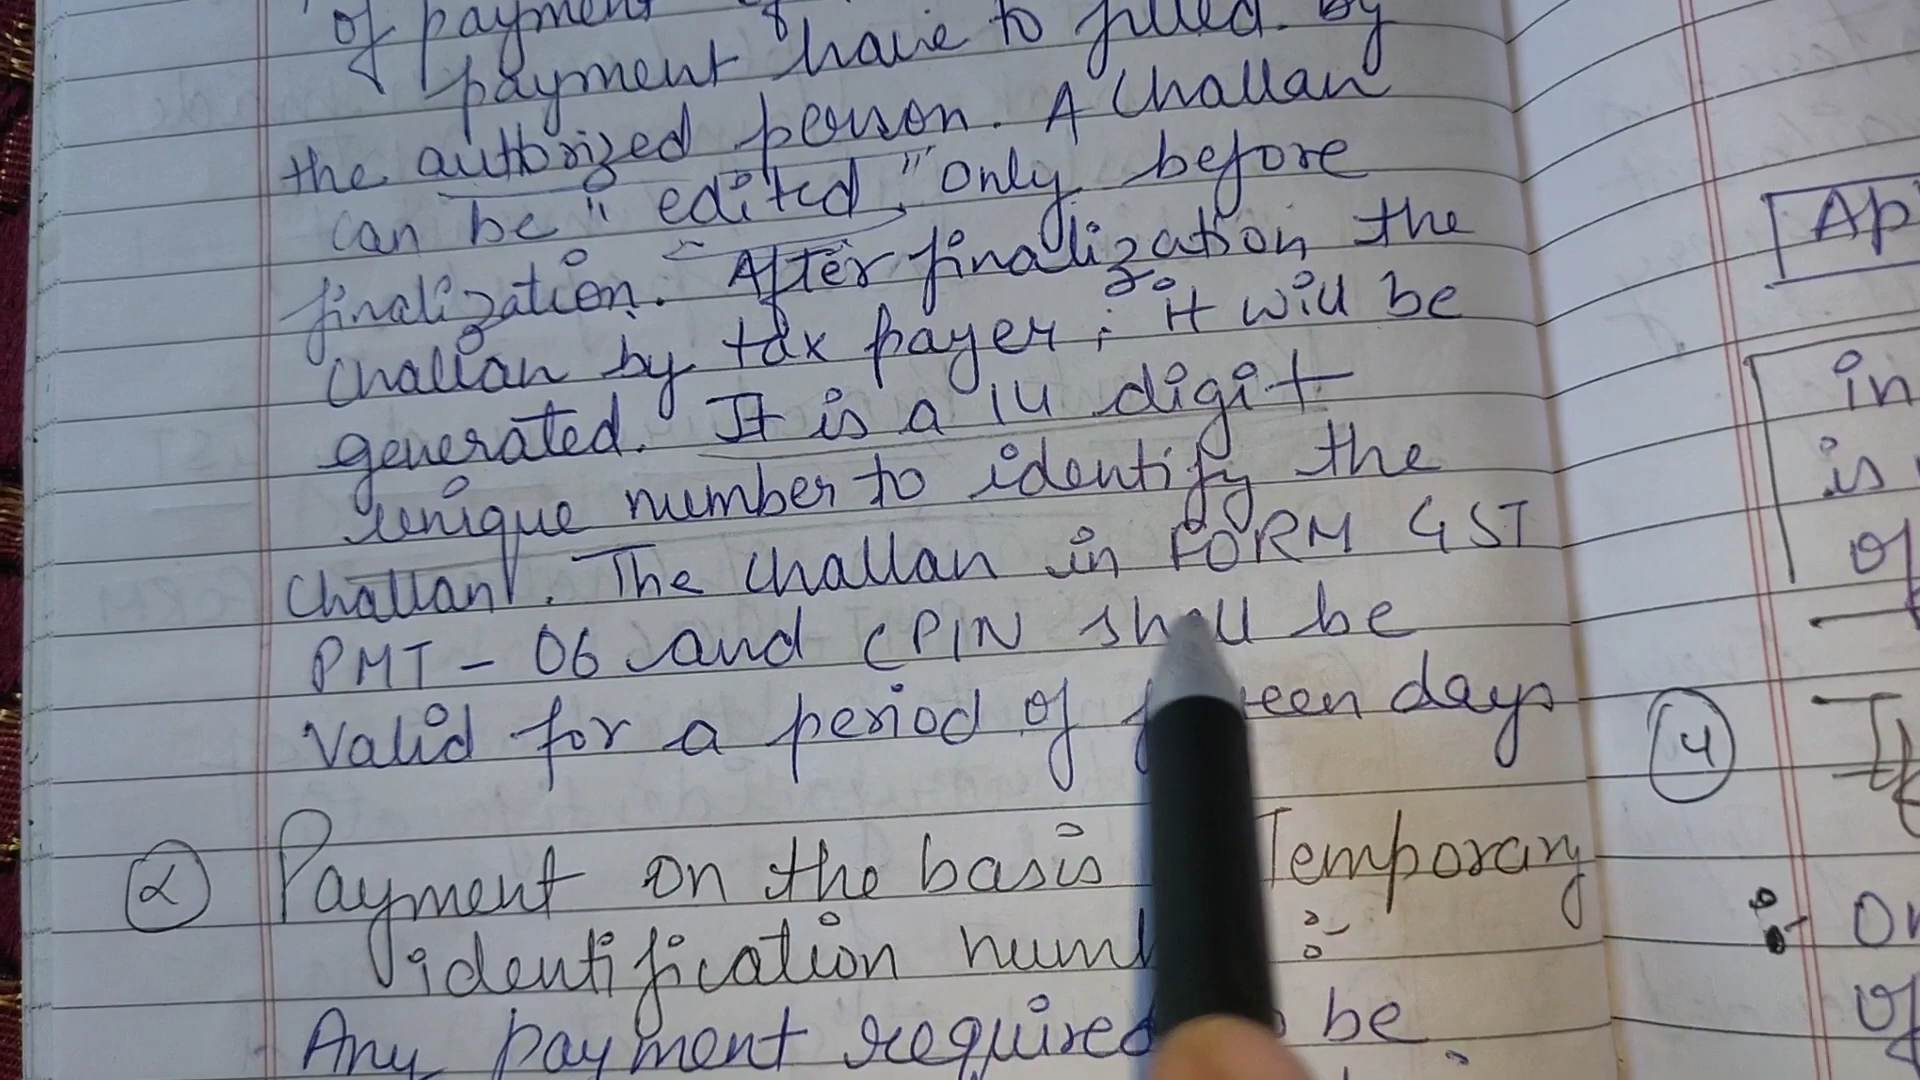 of payment
payment have to filled. By
the authorized person. A Challan
can be " edited," only before
finalization. After finalization the
challan by tax payer; it will be
generated. It is a 14 digit
unique number to identify the
Challan. The challan in FORM GST
PMT - 06 and CPIN shall be
Valid for a period of days
② Payment on the basis Temporary
identification :-
Any payment required be
Ap
in
is
of
④
of